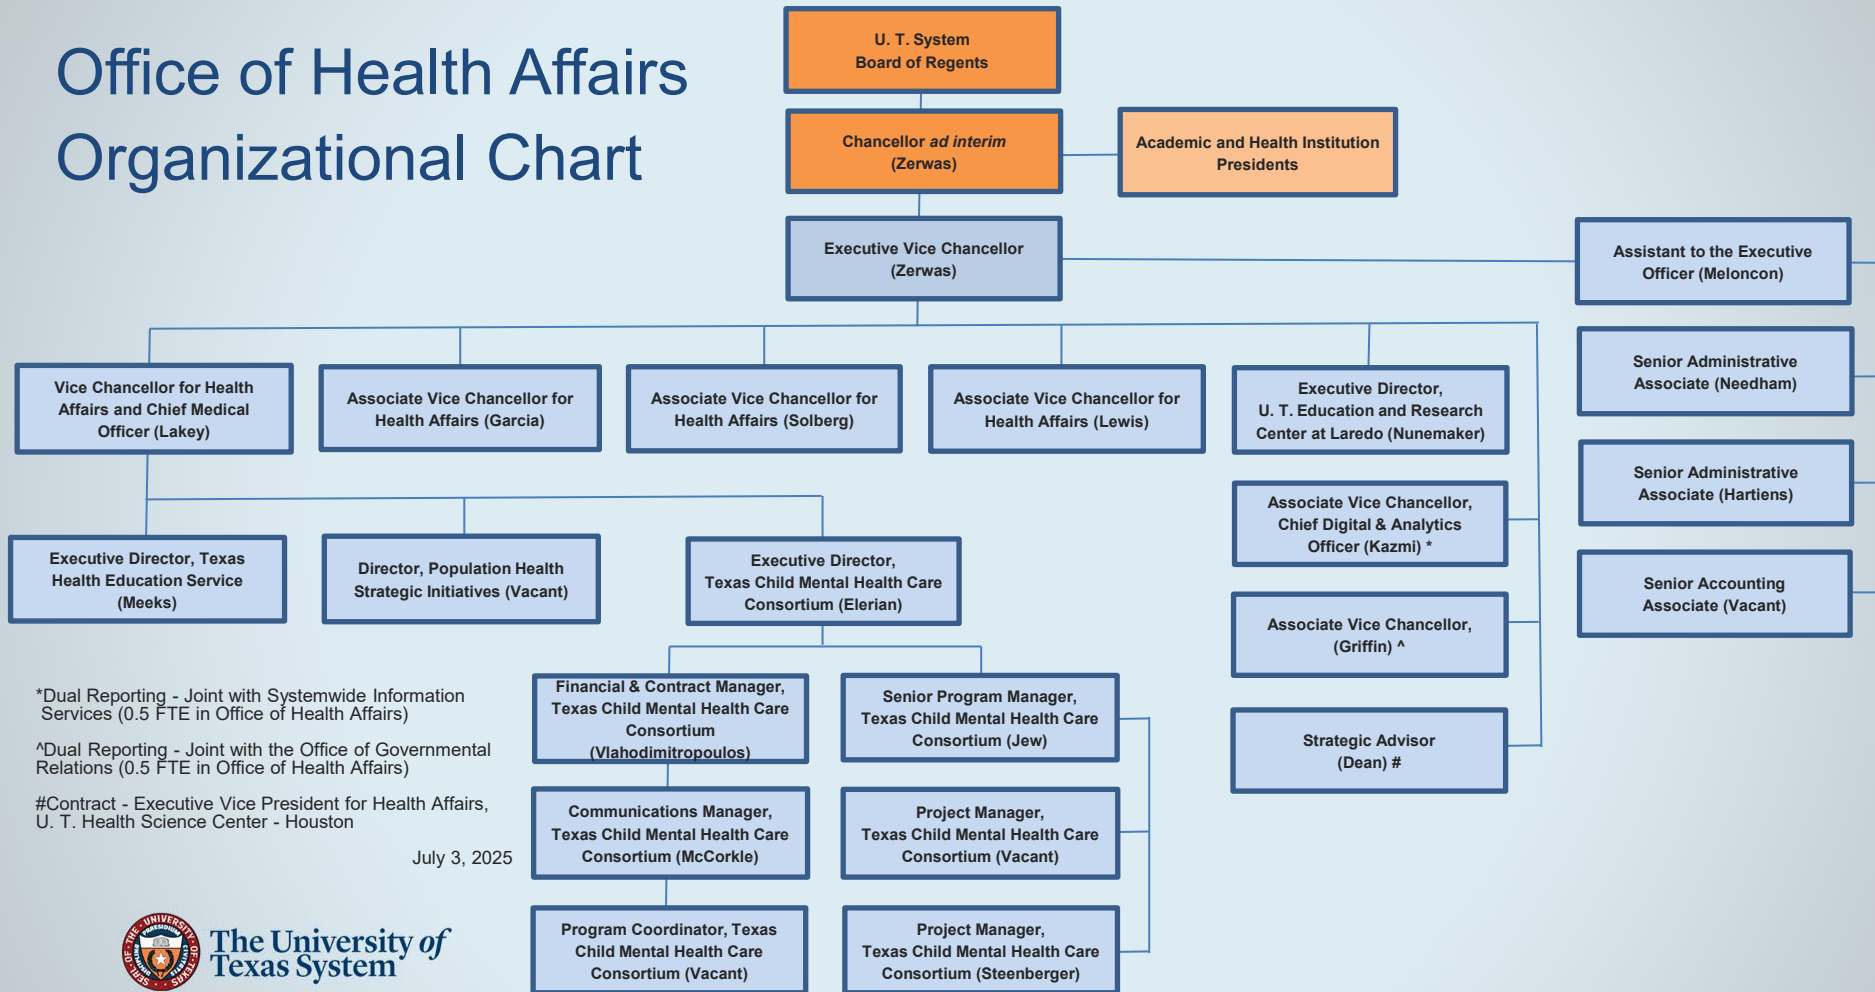 Office of Health Affairs
Organizational Chart
U. T. System
Board of Regents
Chancellor ad interim
(Zerwas)
Academic and Health Institution
Presidents
Executive Vice Chancellor
(Zerwas)
Assistant to the Executive
Officer (Meloncon)
Senior Administrative
Associate (Needham)
Senior Administrative
Associate (Hartiens)
Senior Accounting
Associate (Vacant)
Vice Chancellor for Health
Affairs and Chief Medical
Officer (Lakey)
Associate Vice Chancellor for
Health Affairs (Garcia)
Associate Vice Chancellor for
Health Affairs (Solberg)
Associate Vice Chancellor for
Health Affairs (Lewis)
Executive Director,
U. T. Education and Research
Center at Laredo (Nunemaker)
Associate Vice Chancellor,
Chief Digital & Analytics
Officer (Kazmi) *
Associate Vice Chancellor,
(Griffin) ^
Strategic Advisor
(Dean) #
Executive Director, Texas
Health Education Service
(Meeks)
Director, Population Health
Strategic Initiatives (Vacant)
Executive Director,
Texas Child Mental Health Care
Consortium (Elerian)
Financial & Contract Manager,
Texas Child Mental Health Care
Consortium
(Vlahodimitropoulos)
Senior Program Manager,
Texas Child Mental Health Care
Consortium (Jew)
Communications Manager,
Texas Child Mental Health Care
Consortium (McCorkle)
Project Manager,
Texas Child Mental Health Care
Consortium (Vacant)
Program Coordinator, Texas
Child Mental Health Care
Consortium (Vacant)
Project Manager,
Texas Child Mental Health Care
Consortium (Steenberger)
*Dual Reporting - Joint with Systemwide Information
Services (0.5 FTE in Office of Health Affairs)
^Dual Reporting - Joint with the Office of Governmental
Relations (0.5 FTE in Office of Health Affairs)
#Contract - Executive Vice President for Health Affairs,
U. T. Health Science Center - Houston
July 3, 2025
SEAL OF THE UNIVERSITY OF TEXAS
PRAESIDIUM
DISCIPLINA
CIVITATIS
The University of
Texas System